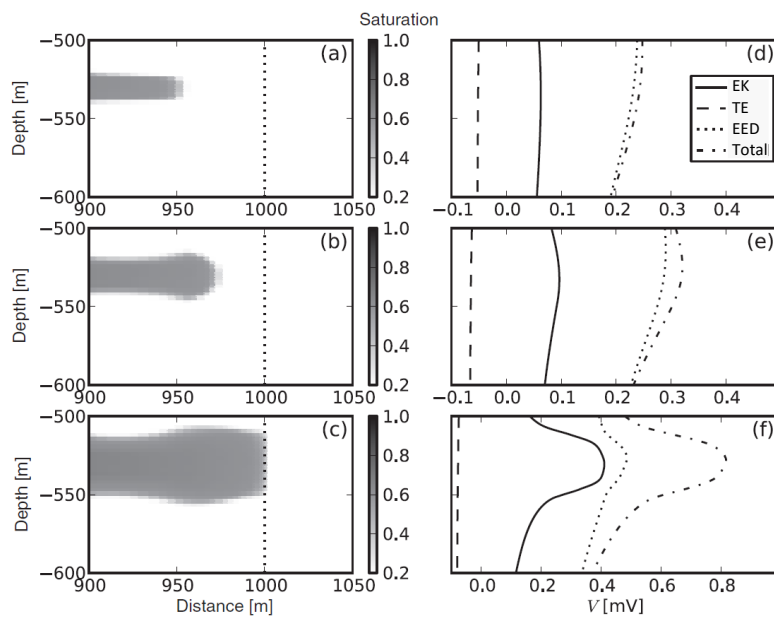 Saturation
−500
−550
−600
Depth [m]
(a)
900 950 1000 1050
1.0
0.8
0.6
0.4
0.2
(d)
EK
TE
EED
Total
−0.1 0.0 0.1 0.2 0.3 0.4
−500
−550
−600
Depth [m]
(b)
900 950 1000 1050
1.0
0.8
0.6
0.4
0.2
(e)
−0.1 0.0 0.1 0.2 0.3 0.4
−500
−550
−600
Depth [m]
(c)
900 950 1000 1050
Distance [m]
1.0
0.8
0.6
0.4
0.2
(f)
0.0 0.2 0.4 0.6 0.8
V [mV]